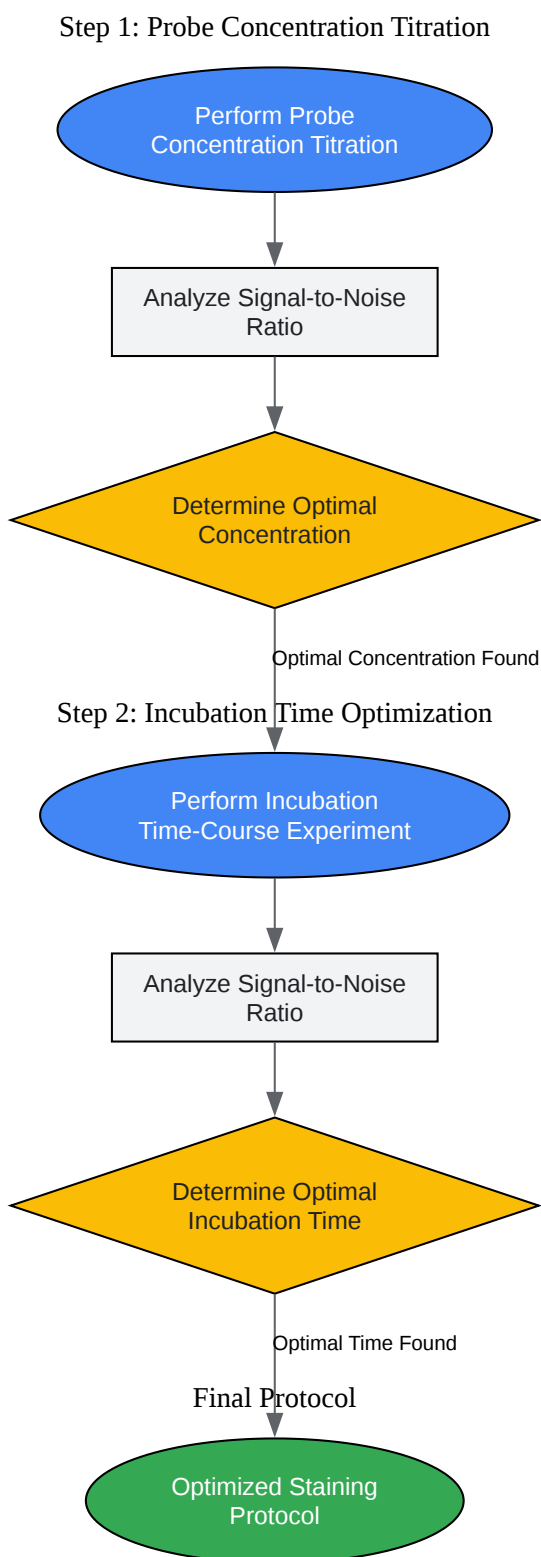 Step 1: Probe Concentration Titration
Perform Probe
Concentration Titration
Analyze Signal-to-Noise
Ratio
Determine Optimal
Concentration
Optimal Concentration Found
Step 2: Incubation Time Optimization
Perform Incubation
Time-Course Experiment
Analyze Signal-to-Noise
Ratio
Determine Optimal
Incubation Time
Optimal Time Found
Final Protocol
Optimized Staining
Protocol